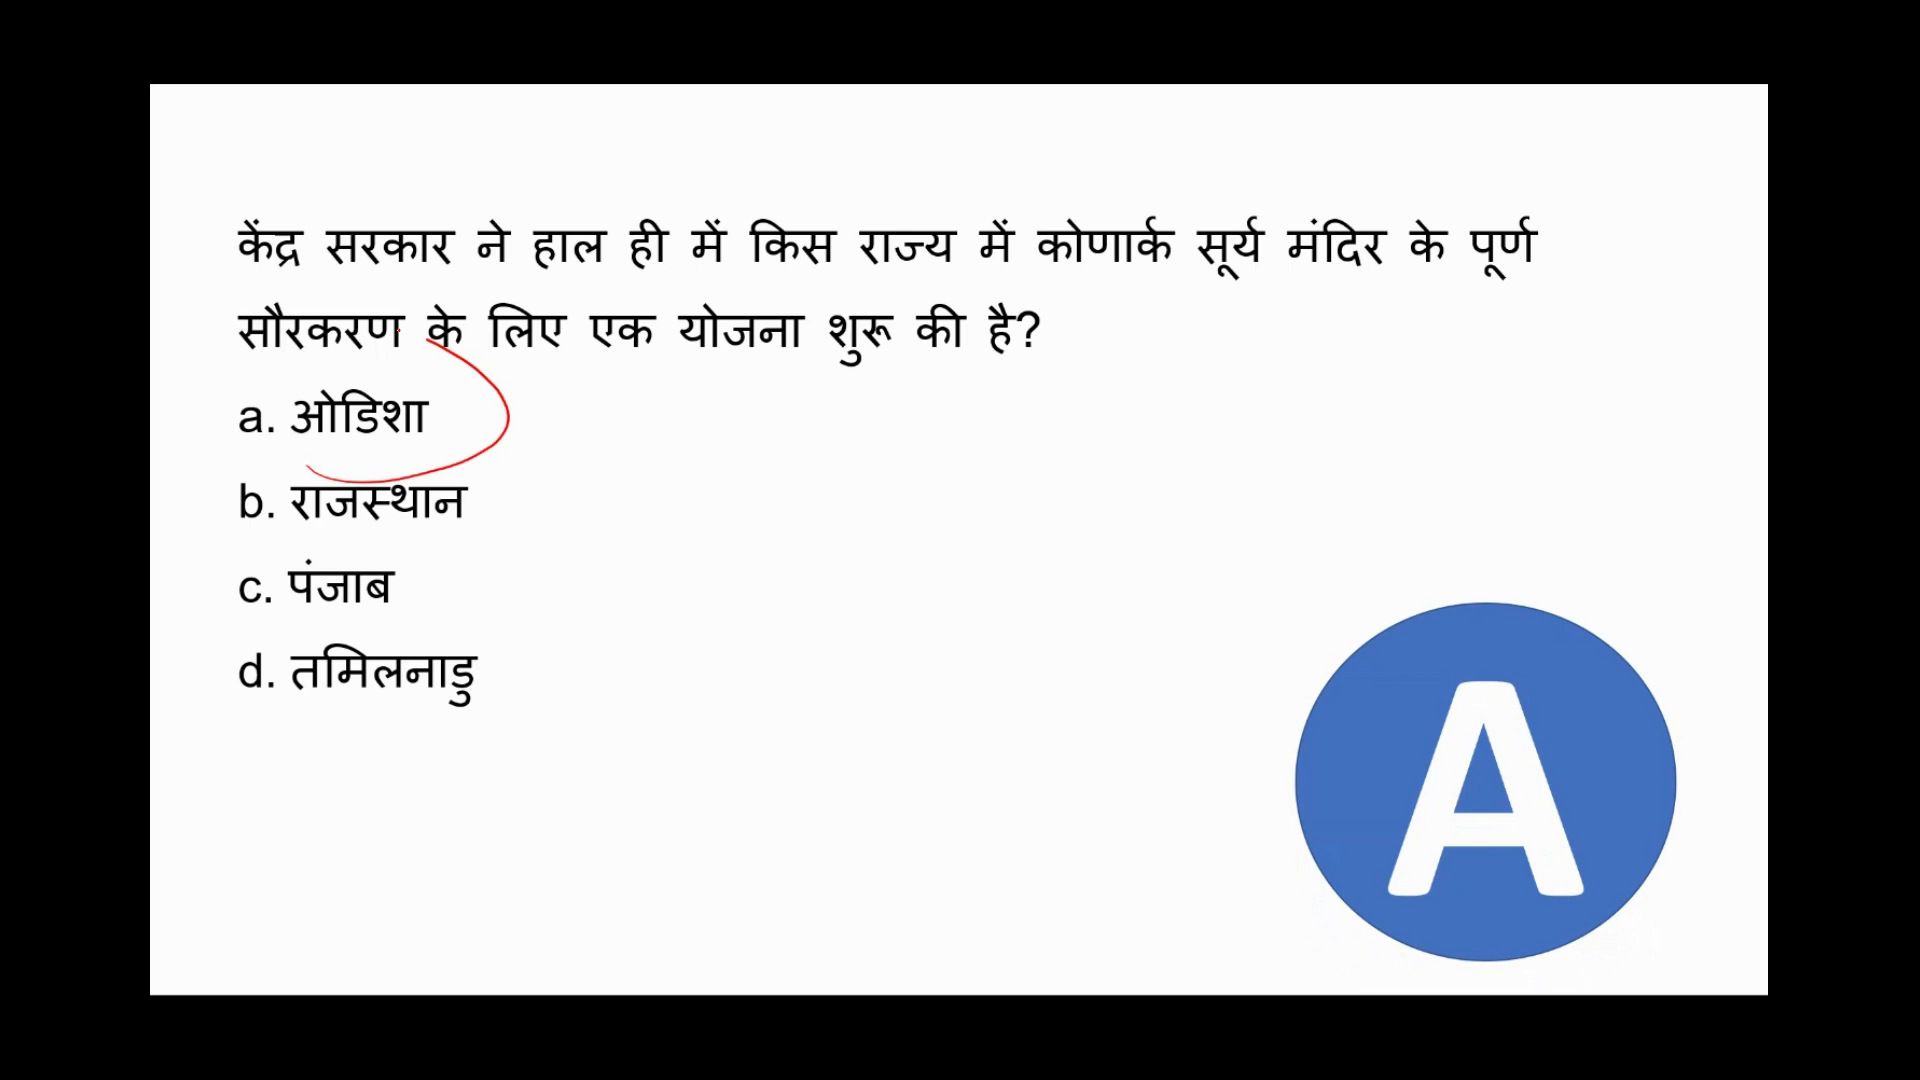 केंद्र सरकार ने हाल ही में किस राज्य में कोणार्क सूर्य मंदिर के पूर्ण
सौरकरण के लिए एक योजना शुरू की है?
a. ओडिशा
b. राजस्थान
c. पंजाब
d. तमिलनाडु
A